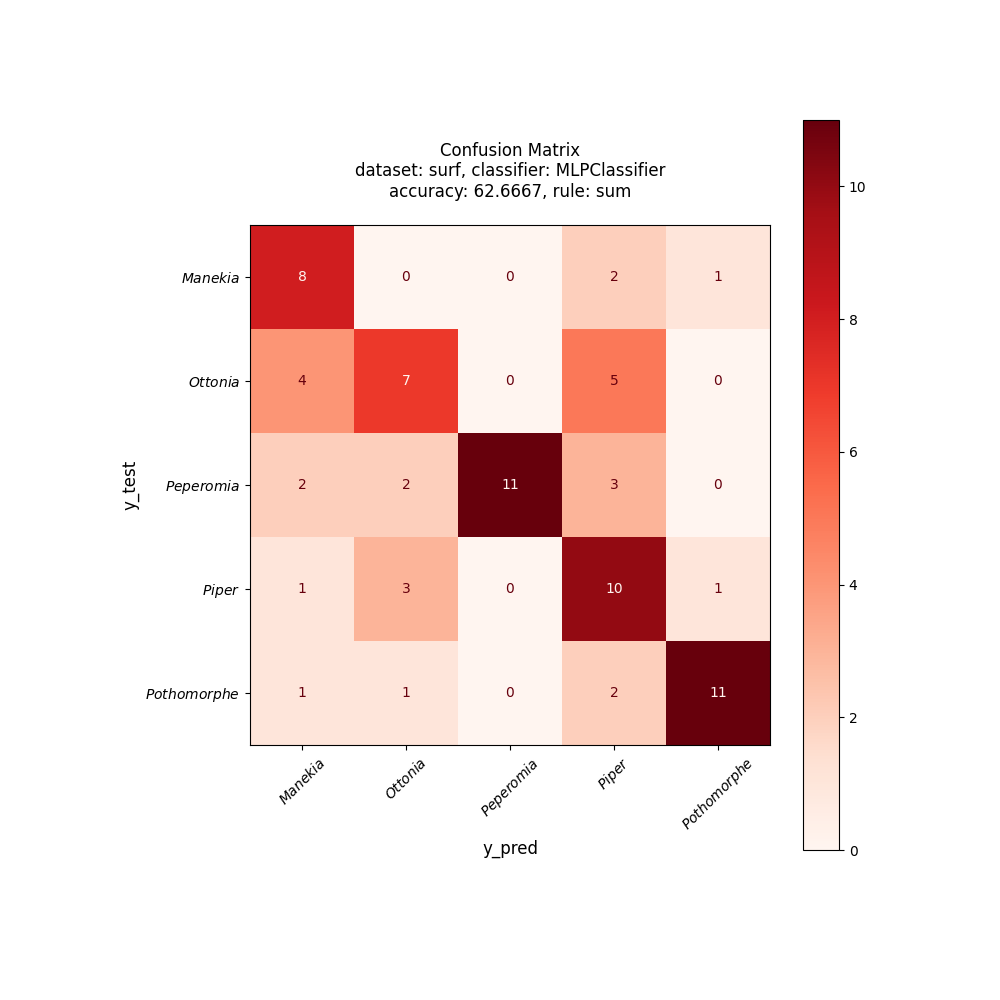 Confusion Matrix
dataset: surf, classifier: MLPClassifier
accuracy: 62.6667, rule: sum
Manekia 8 0 0 2 1
Ottonia 4 7 0 5 0
Peperomia 2 2 11 3 0
Piper 1 3 0 10 1
Pothomorphe 1 1 0 2 11
y_test
Manekia Ottonia Peperomia Piper Pothomorphe
y_pred
10
8
6
4
2
0